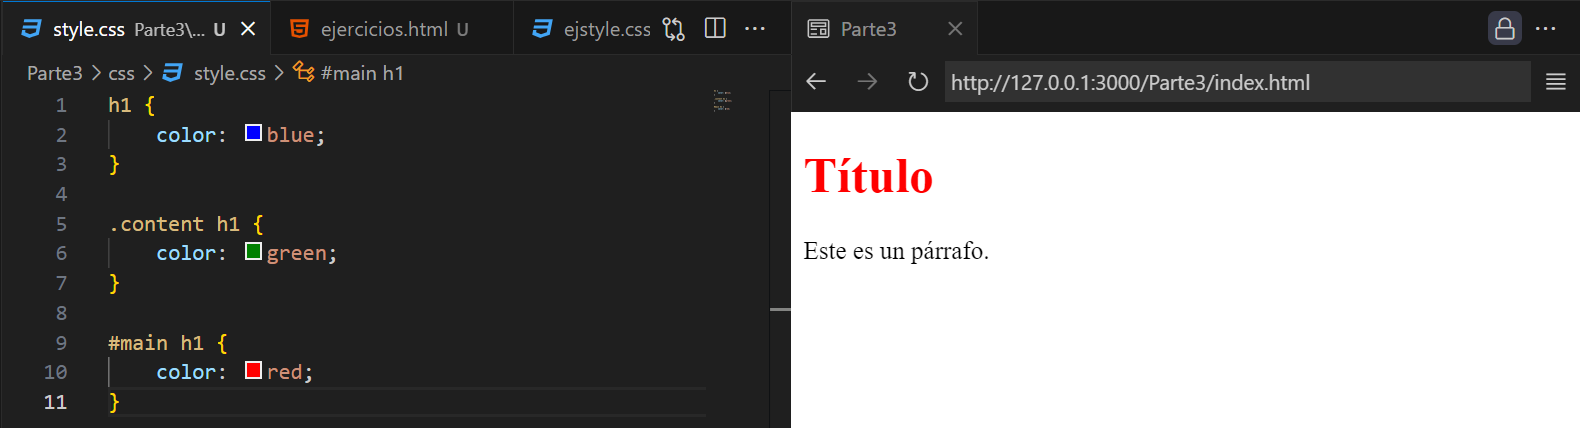 style.css Parte3\... U
ejercicios.html U
ejstyle.css
Parte3 > css > style.css > #main h1
1 h1 {
2 color: blue;
3 }
4
5 .content h1 {
6 color: green;
7 }
8
9 #main h1 {
10 color: red;
11 }
Parte3
http://127.0.0.1:3000/Parte3/index.html
Título
Este es un párrafo.